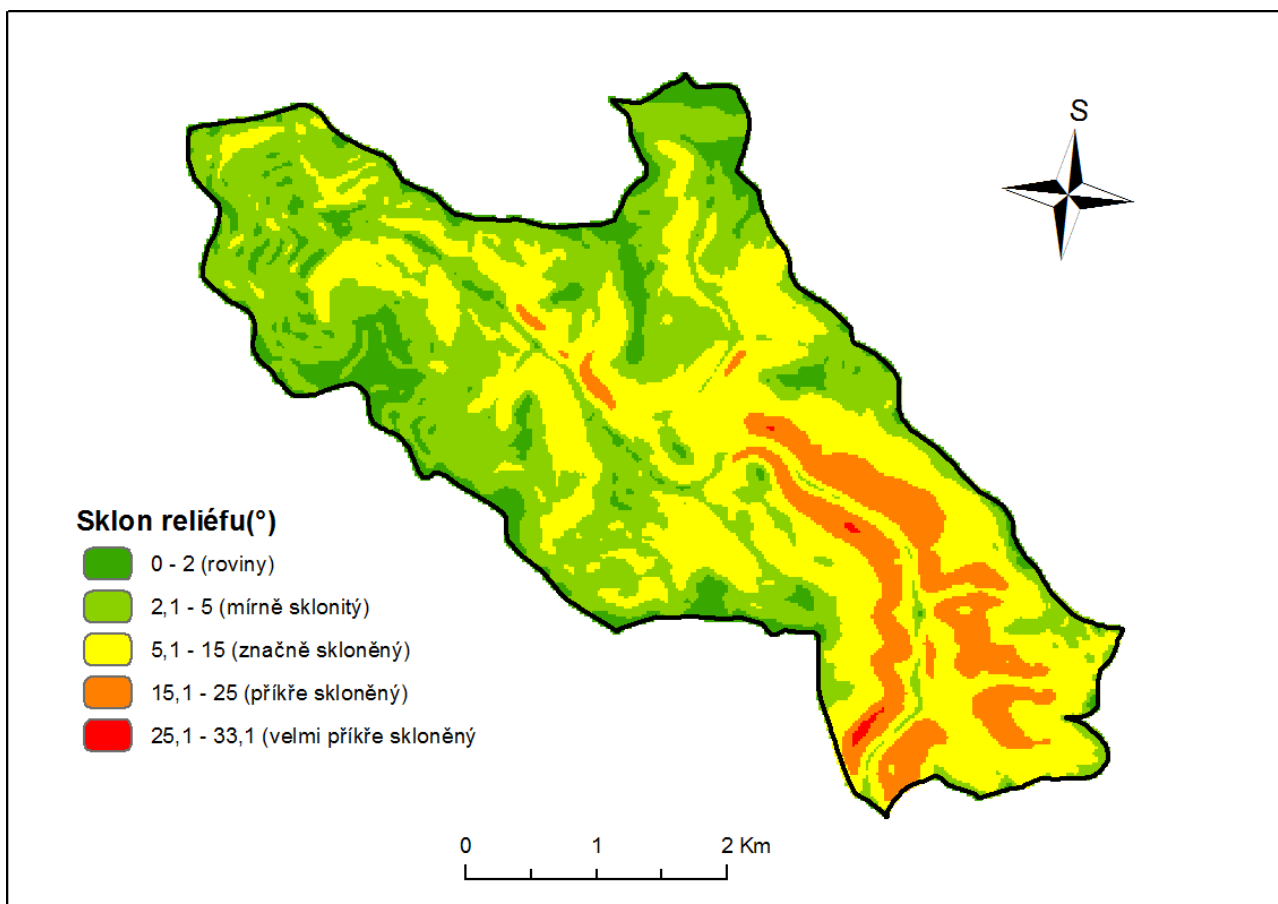 S
Sklon reliéfu(°)
0 - 2 (roviny)
2,1 - 5 (mírně sklonitý)
5,1 - 15 (značně skloněný)
15,1 - 25 (příkře skloněný)
25,1 - 33,1 (velmi příkře skloněný
0 1 2 Km